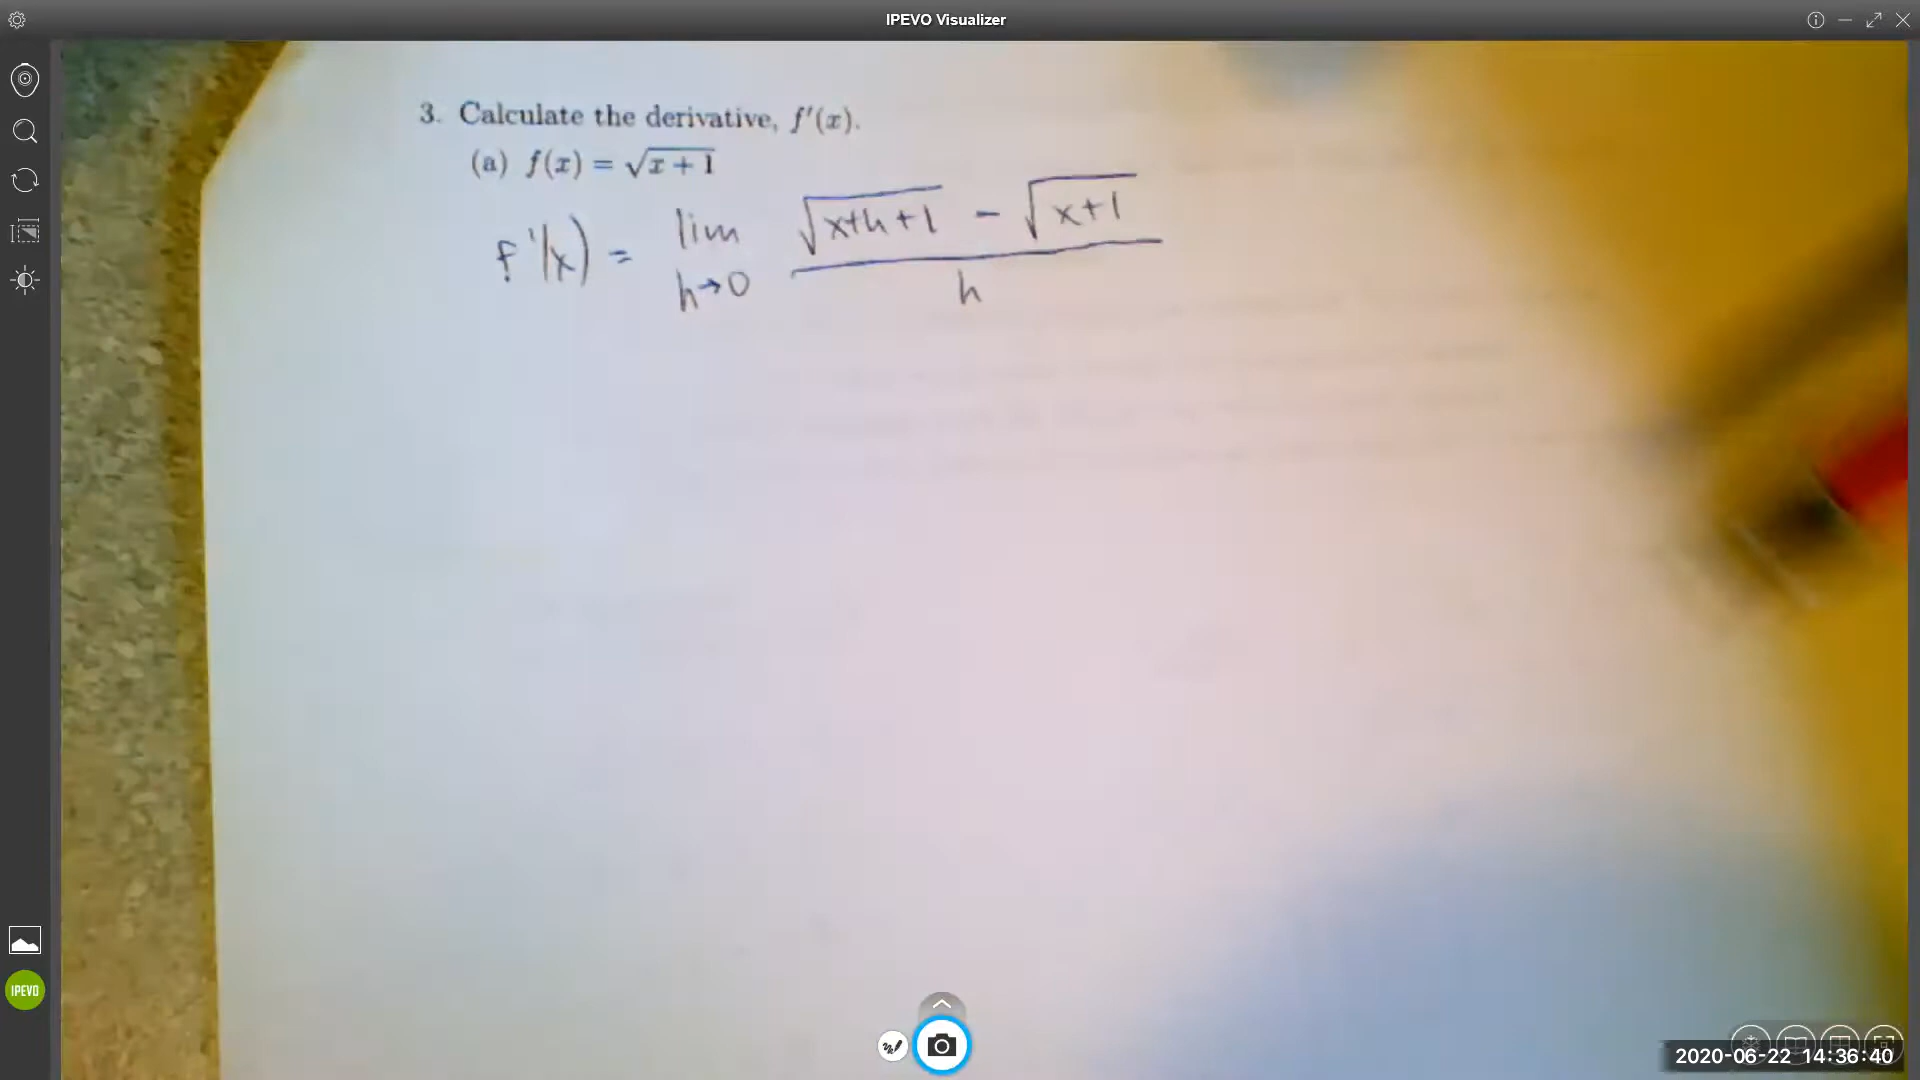 IPEVO Visualizer
3. Calculate the derivative, f′(x).
(a) f(x) = √(x + 1)
f'(x) = lim h→0 (√(x+h+1) - √(x+1)) / h
IPEVO
2020-06-22 14:36:40